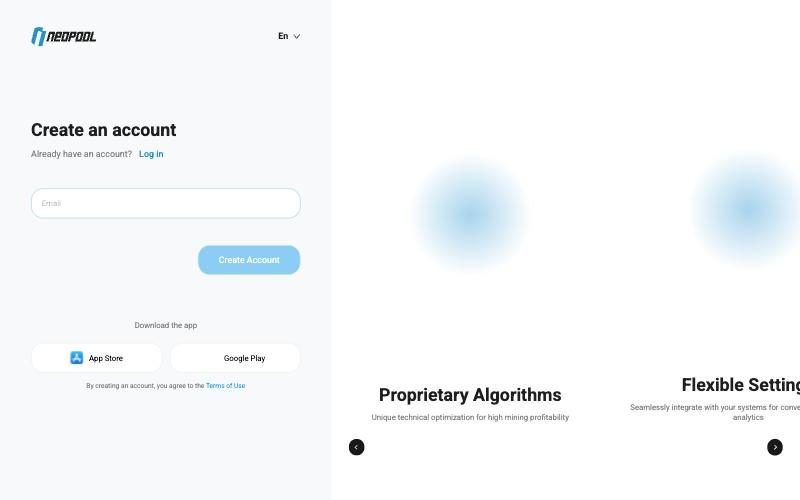 NEOPOOL
En
Create an account
Already have an account? Log in
Email
Create Account
Download the app
App Store
Google Play
By creating an account, you agree to the Terms of Use
Proprietary Algorithms
Unique technical optimization for high mining profitability
Flexible
Seamlessly integrate with your systems for
analytics